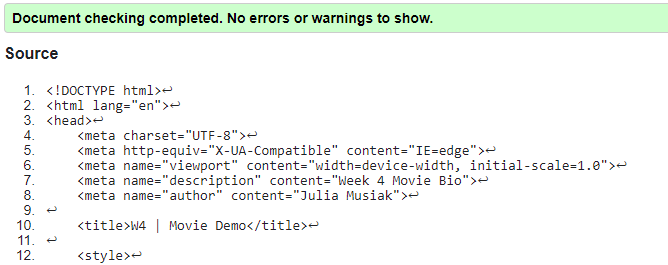 Document checking completed. No errors or warnings to show.
Source
1. <!DOCTYPE html>↩
2. <html lang="en">↩
3. <head>↩
4.     <meta charset="UTF-8">↩
5.     <meta http-equiv="X-UA-Compatible" content="IE=edge">↩
6.     <meta name="viewport" content="width=device-width, initial-scale=1.0">↩
7.     <meta name="description" content="Week 4 Movie Bio">↩
8.     <meta name="author" content="Julia Musiak">↩
9. ↩
10.     <title>W4 | Movie Demo</title>↩
11. ↩
12.     <style>↩